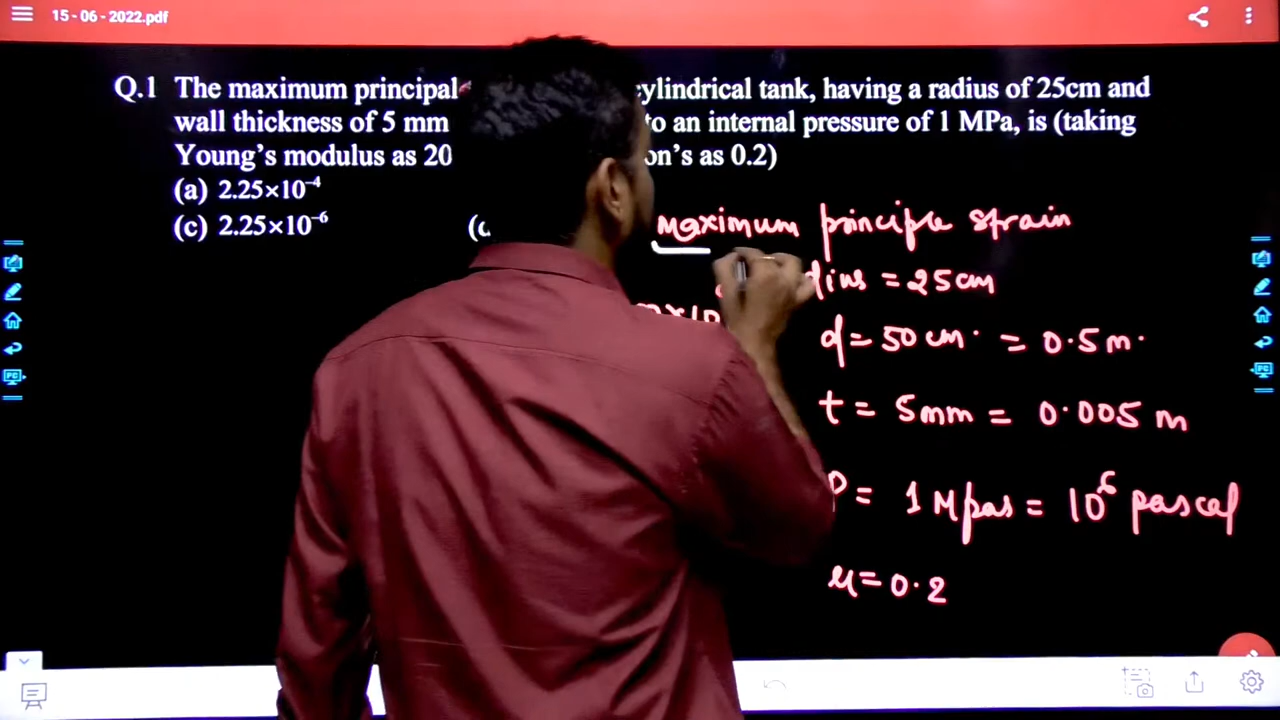 15-06-2022.pdf
Q.1 The maximum principal cylindrical tank, having a radius of 25cm and
wall thickness of 5 mm to an internal pressure of 1 MPa, is (taking
Young's modulus as 20 on's as 0.2)
(a) 2.25×10⁻⁴
(c) 2.25×10⁻⁶
maximum principle strain
dius = 25cm
d = 50 cm. = 0.5 m.
t = 5mm = 0.005 m
P = 1 Mpas = 10⁶ pascal
μ = 0.2